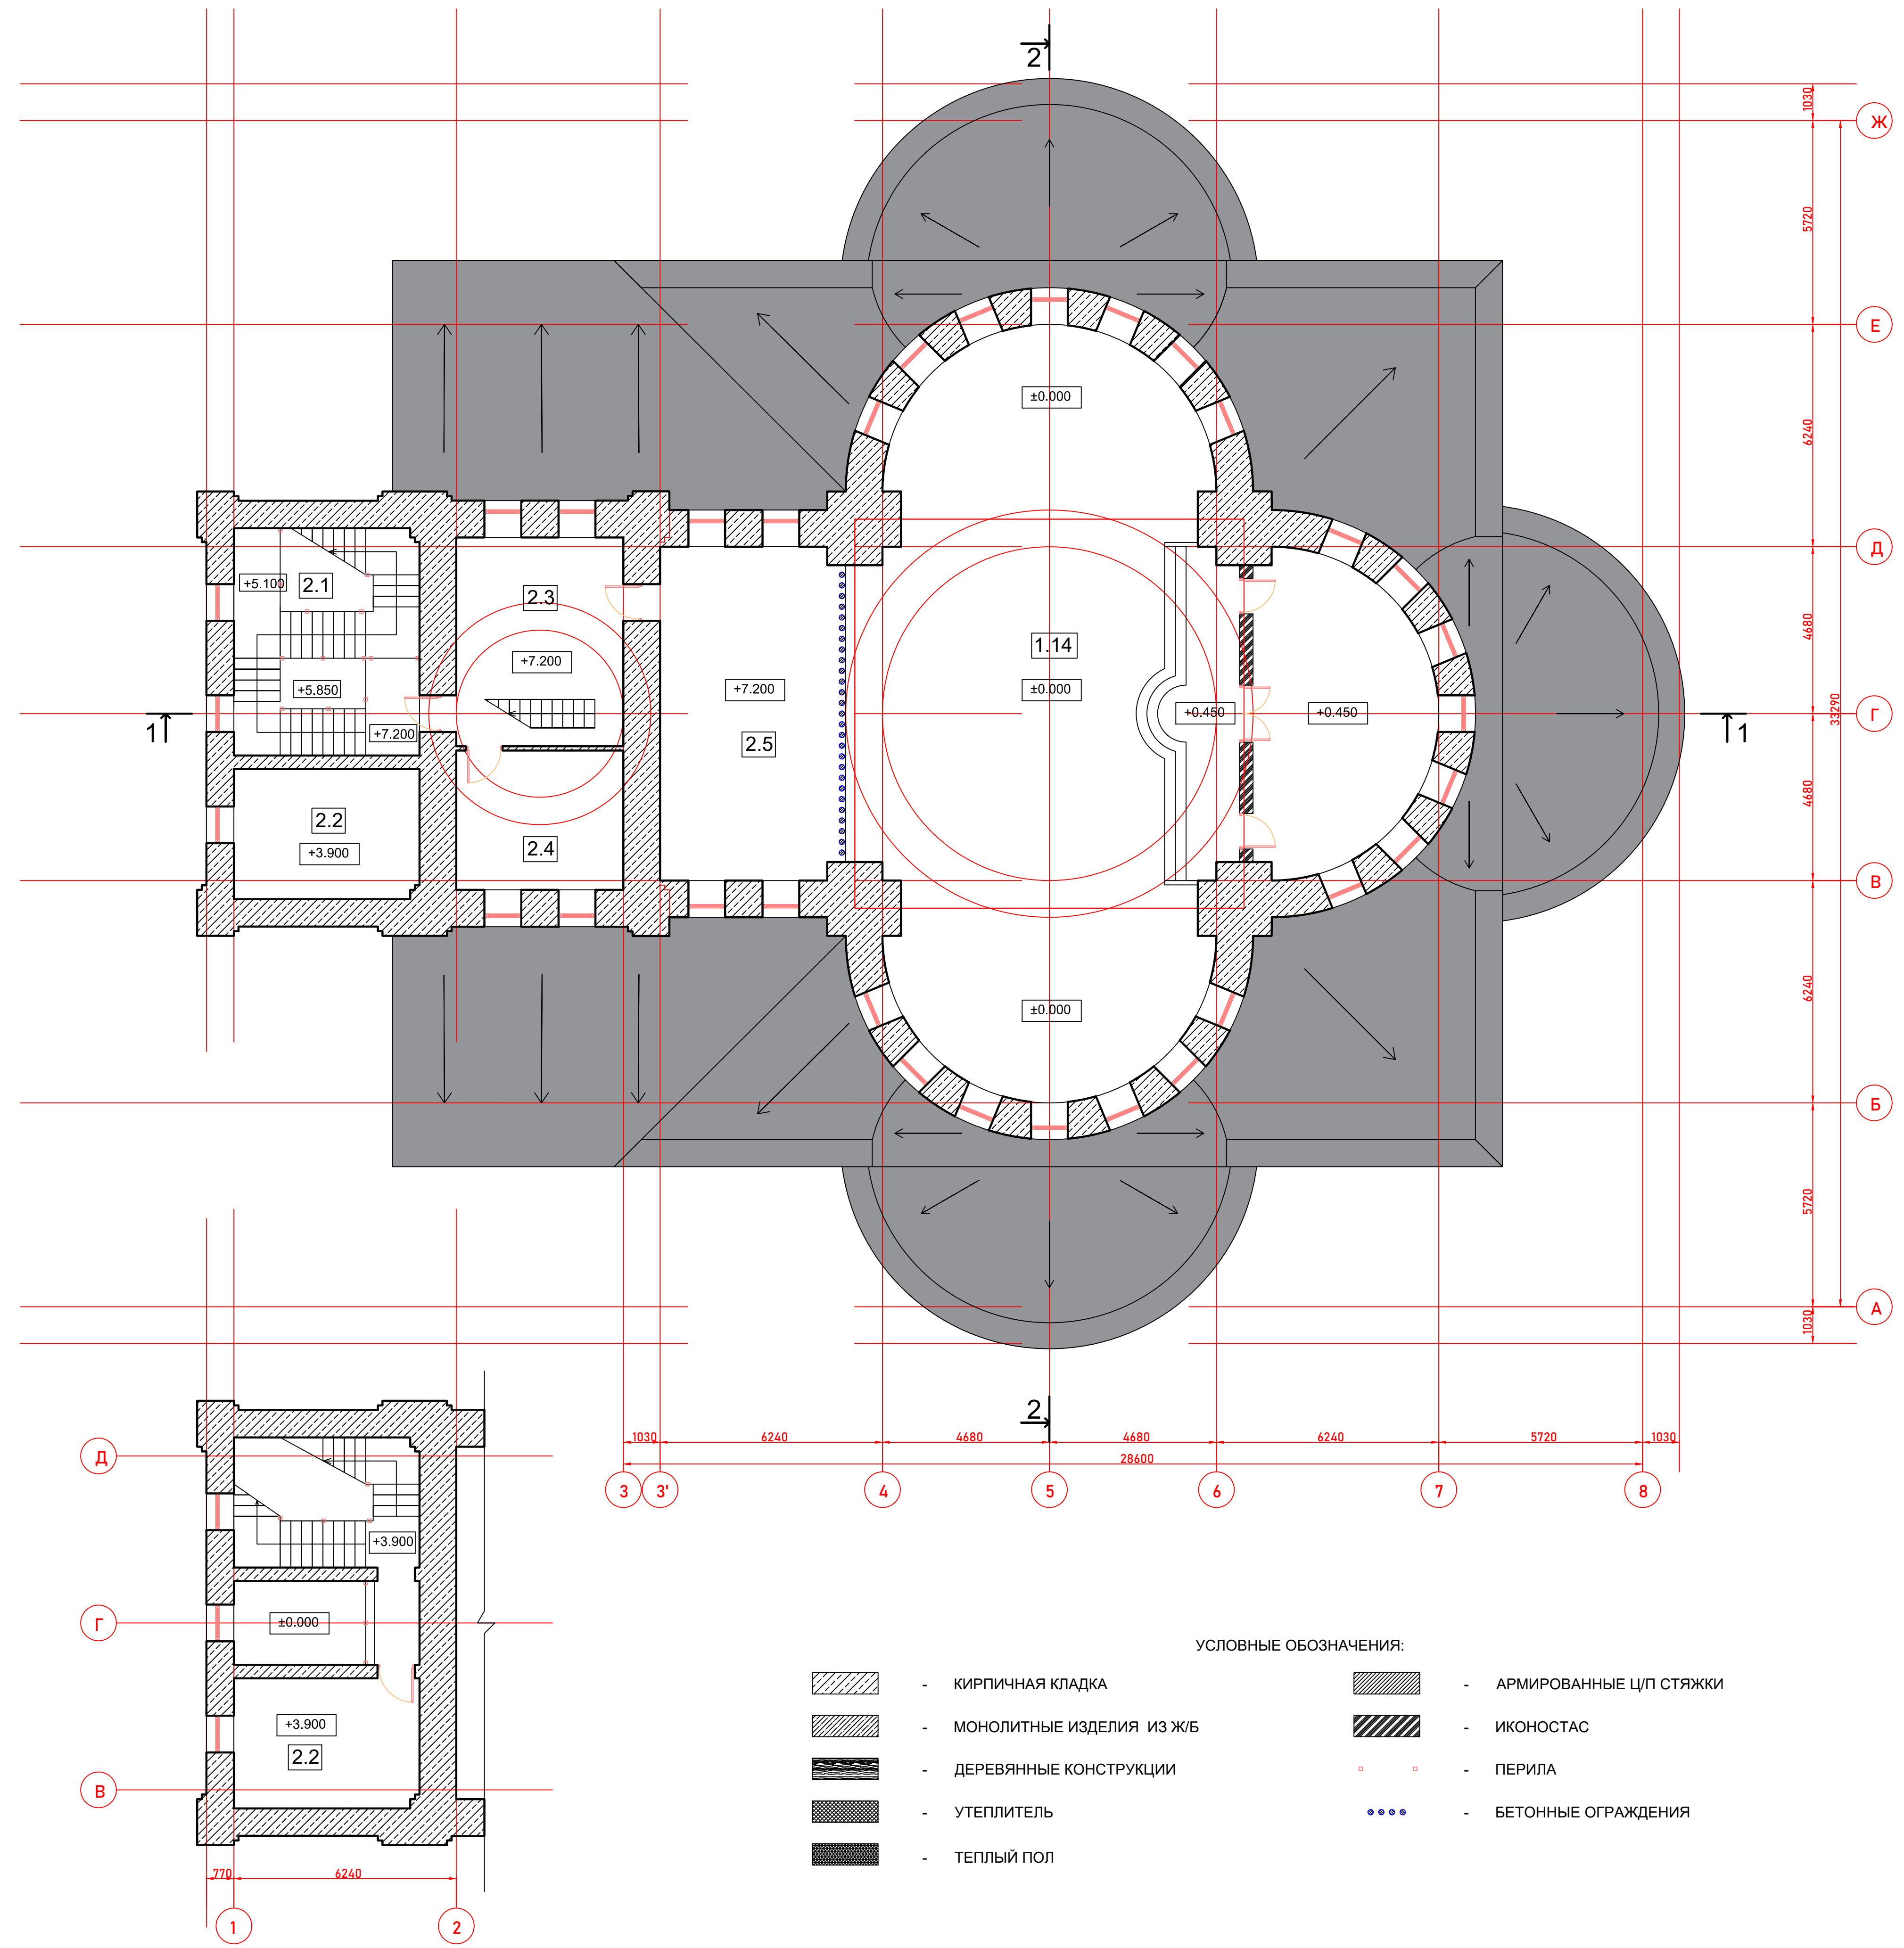 2
1030
Ж
5720
Е
±0.000
6240
Д
+5.100
2.1
2.3
4680
1.14
+7.200
+5.850
+7.200
±0.000
1
+0.450
+0.450
1
Г
33290
+7.200
2.5
4680
2.2
+3.900
2.4
В
6240
±0.000
Б
5720
А
1030
2
1030
6240
4680
4680
6240
5720
1030
28600
3
3'
4
5
6
7
8
Д
+3.900
Г
±0.000
+3.900
2.2
В
770
6240
1
2
УСЛОВНЫЕ ОБОЗНАЧЕНИЯ:
- КИРПИЧНАЯ КЛАДКА
- АРМИРОВАННЫЕ Ц/П СТЯЖКИ
- МОНОЛИТНЫЕ ИЗДЕЛИЯ ИЗ Ж/Б
- ИКОНОСТАС
- ДЕРЕВЯННЫЕ КОНСТРУКЦИИ
- ПЕРИЛА
- УТЕПЛИТЕЛЬ
- БЕТОННЫЕ ОГРАЖДЕНИЯ
- ТЕПЛЫЙ ПОЛ